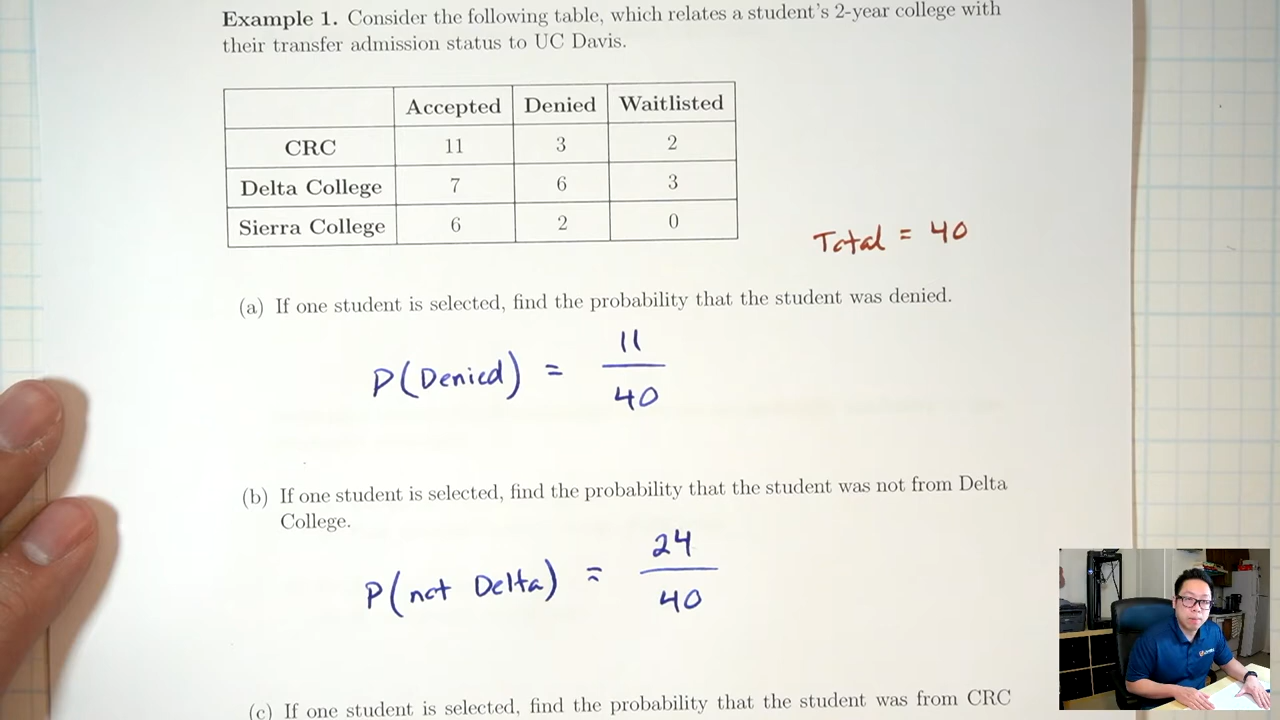 Example 1. Consider the following table, which relates a student's 2-year college with
their transfer admission status to UC Davis.
Accepted Denied Waitlisted
CRC 11 3 2
Delta College 7 6 3
Sierra College 6 2 0
Total = 40
(a) If one student is selected, find the probability that the student was denied.
P(Denied) = 11/40
(b) If one student is selected, find the probability that the student was not from Delta
College.
P(not Delta) = 24/40
(c) If one student is selected, find the probability that the student was from CRC